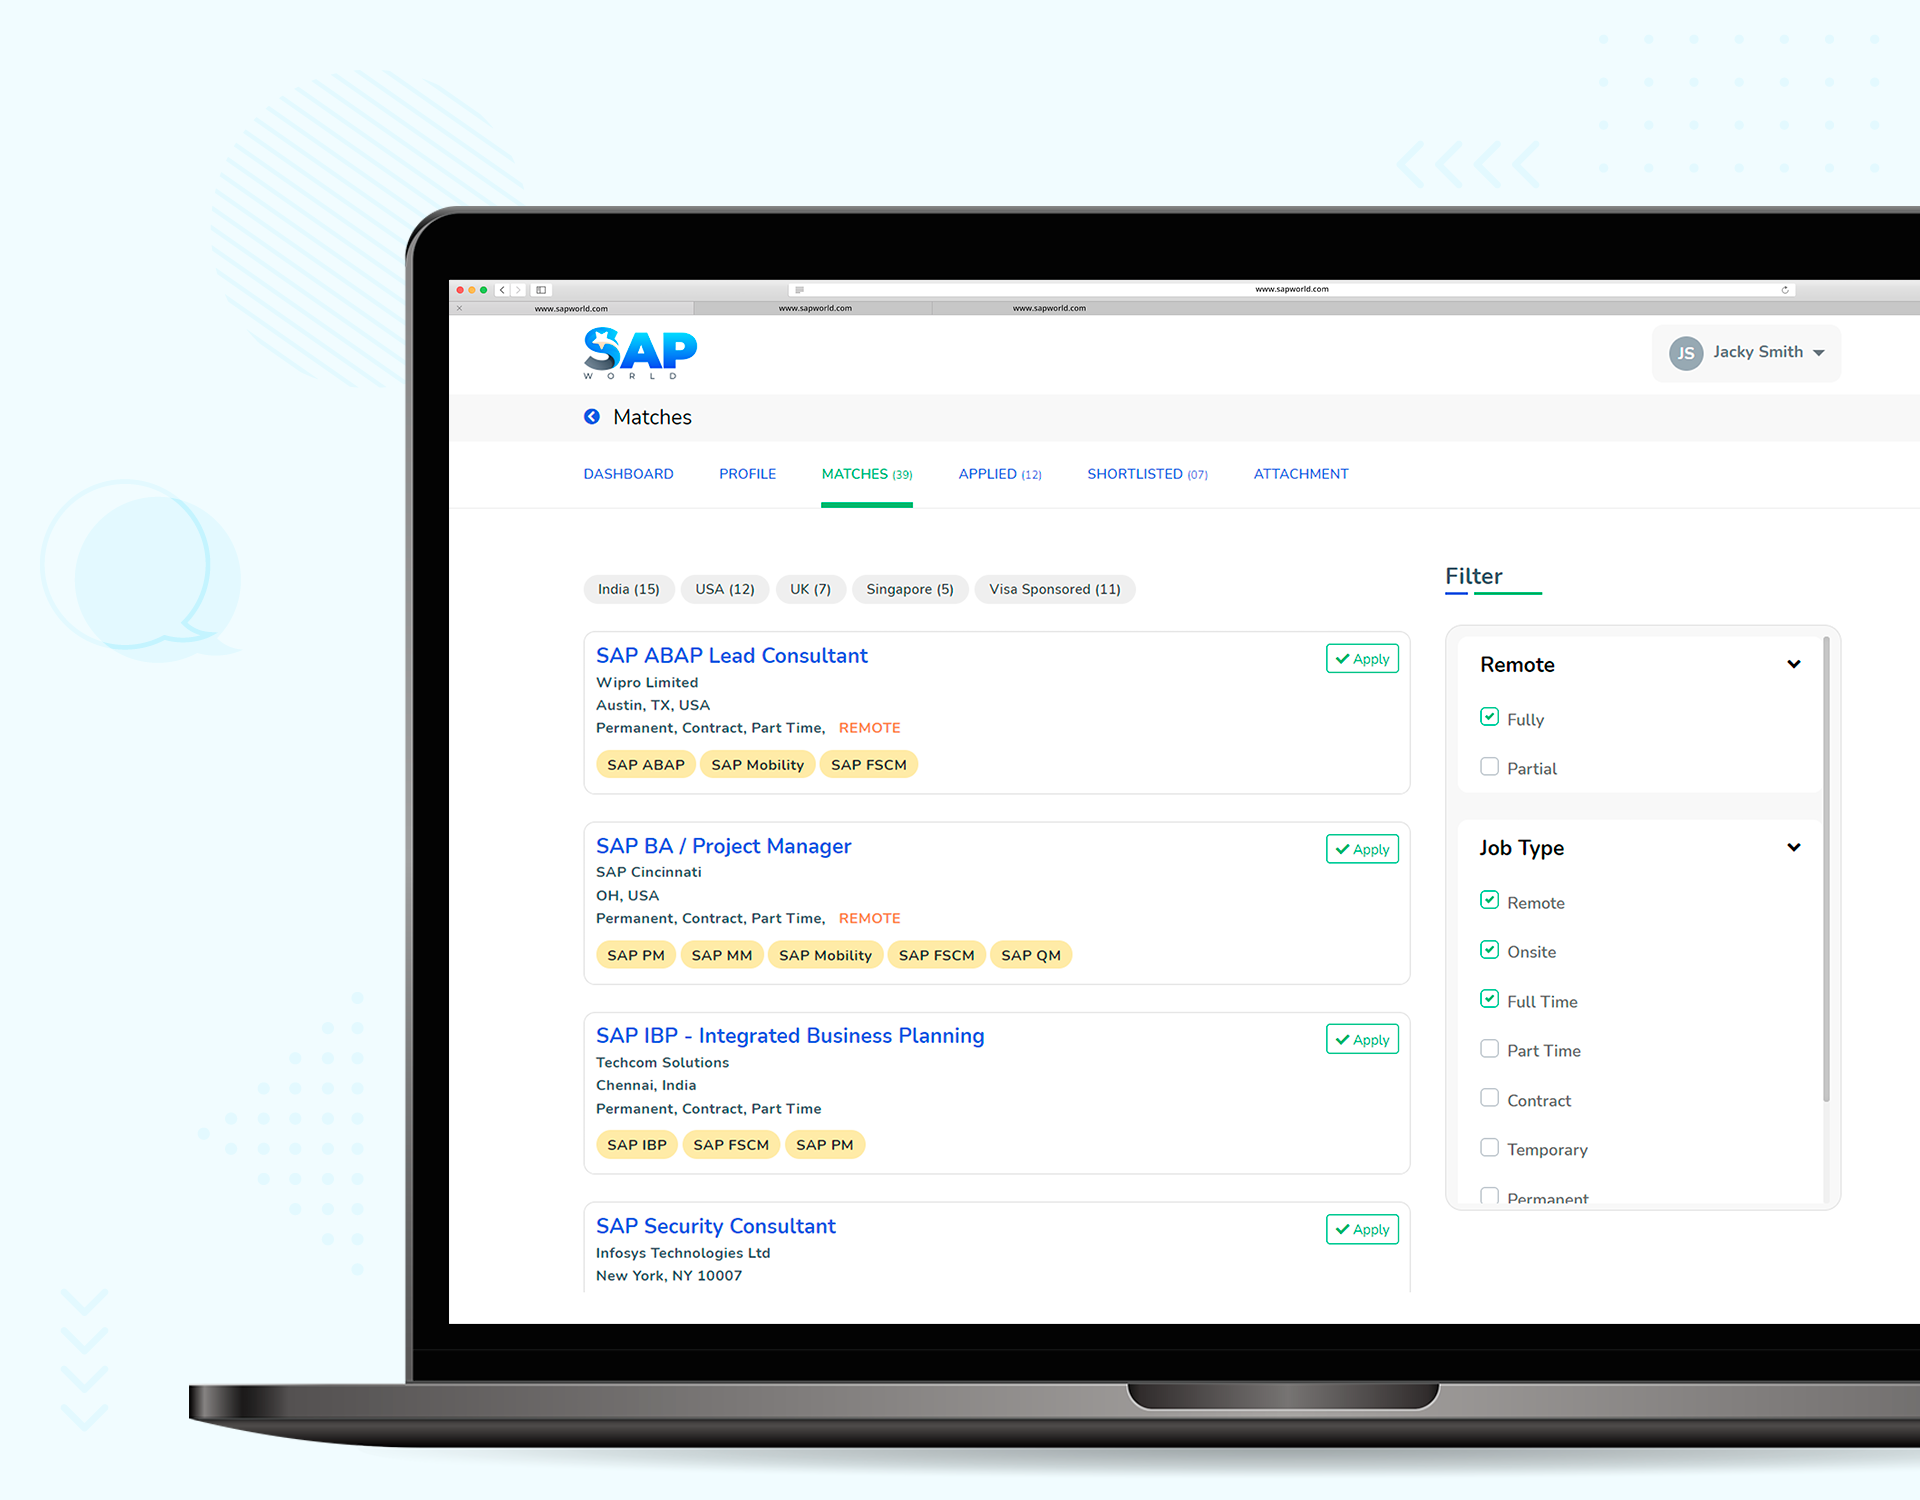 www.sapworld.com
www.sapworld.com www.sapworld.com www.sapworld.com
SAP
WORLD
JS Jacky Smith
Matches
DASHBOARD PROFILE MATCHES (39) APPLIED (12) SHORTLISTED (07) ATTACHMENT
India (15) USA (12) UK (7) Singapore (5) Visa Sponsored (11)
SAP ABAP Lead Consultant
Apply
Wipro Limited
Austin, TX, USA
Permanent, Contract, Part Time, REMOTE
SAP ABAP SAP Mobility SAP FSCM
SAP BA / Project Manager
Apply
SAP Cincinnati
OH, USA
Permanent, Contract, Part Time, REMOTE
SAP PM SAP MM SAP Mobility SAP FSCM SAP QM
SAP IBP - Integrated Business Planning
Apply
Techcom Solutions
Chennai, India
Permanent, Contract, Part Time
SAP IBP SAP FSCM SAP PM
SAP Security Consultant
Apply
Infosys Technologies Ltd
New York, NY 10007
Filter
Remote
Fully
Partial
Job Type
Remote
Onsite
Full Time
Part Time
Contract
Temporary
Permanent